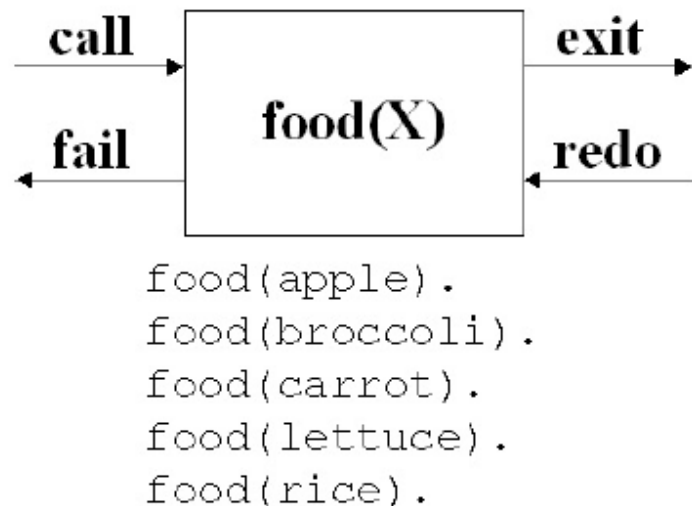 call exit
food(X)
fail redo
food(apple).
food(broccoli).
food(carrot).
food(lettuce).
food(rice).